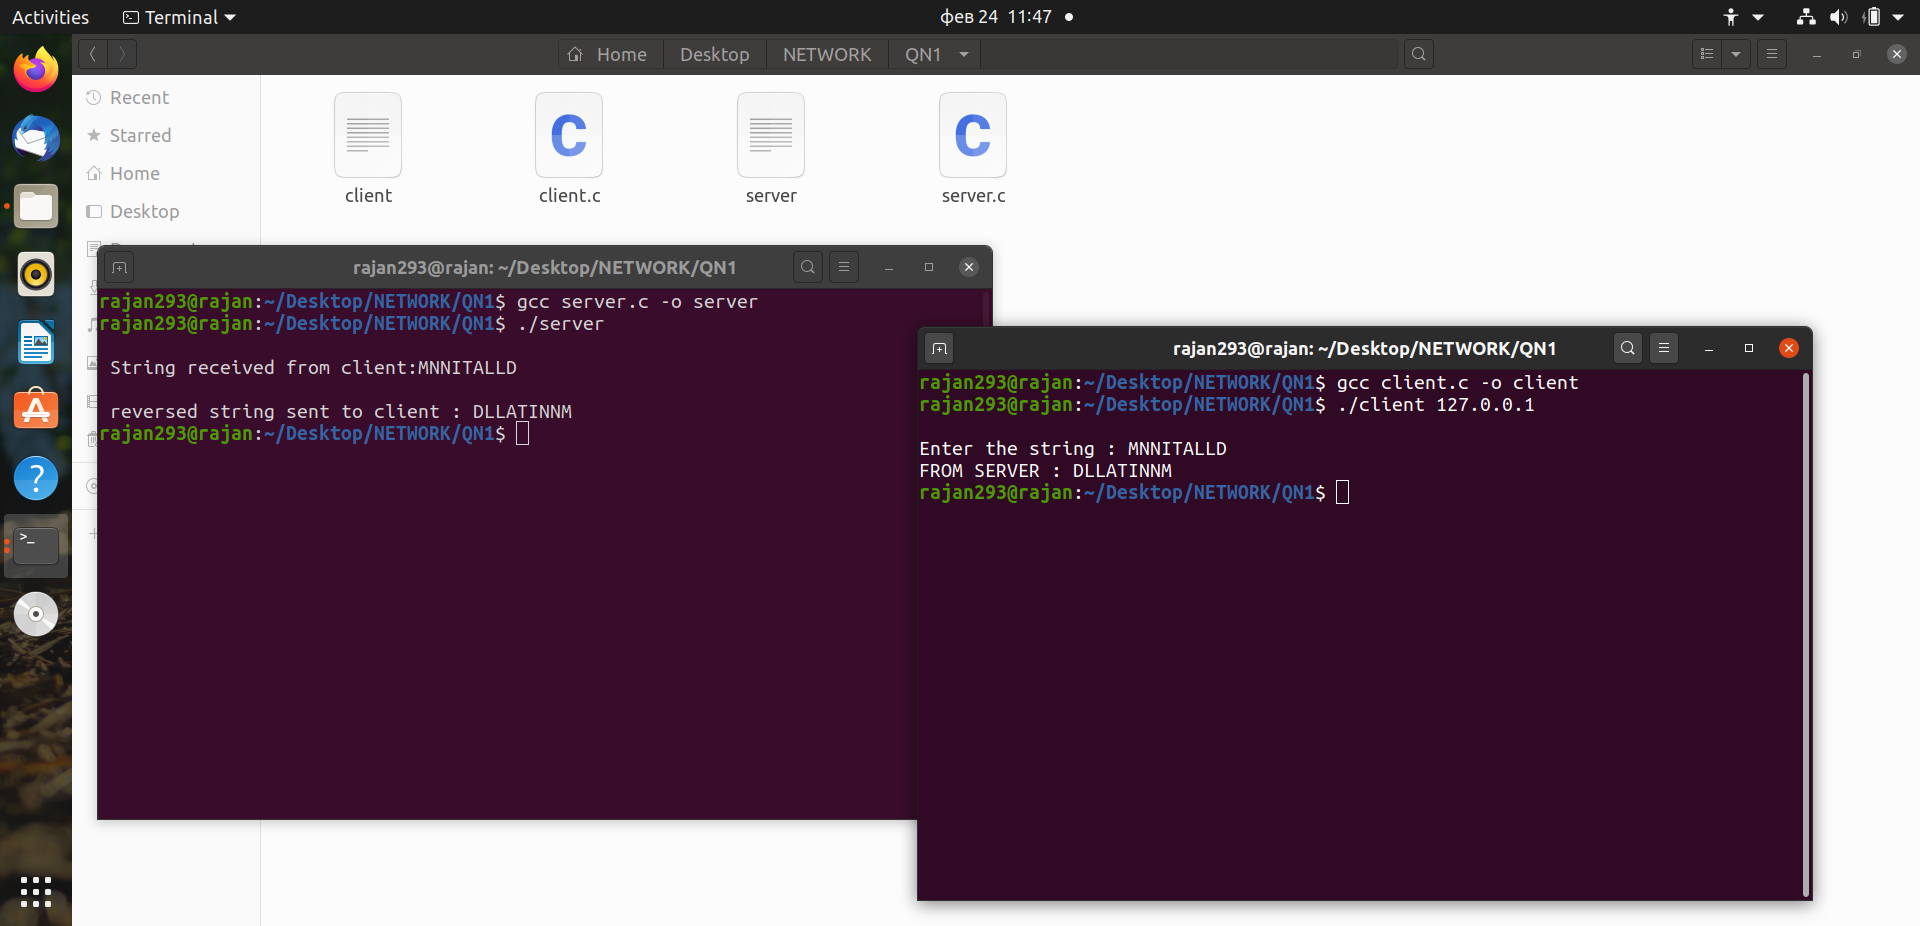 Activities Terminal фев 24 11:47
Home Desktop NETWORK QN1
Recent
Starred
Home
Desktop
client client.c server server.c
rajan293@rajan: ~/Desktop/NETWORK/QN1
rajan293@rajan:~/Desktop/NETWORK/QN1$ gcc server.c -o server
rajan293@rajan:~/Desktop/NETWORK/QN1$ ./server
String received from client:MNNITALLD
reversed string sent to client : DLLATINNM
rajan293@rajan:~/Desktop/NETWORK/QN1$
rajan293@rajan: ~/Desktop/NETWORK/QN1
rajan293@rajan:~/Desktop/NETWORK/QN1$ gcc client.c -o client
rajan293@rajan:~/Desktop/NETWORK/QN1$ ./client 127.0.0.1
Enter the string : MNNITALLD
FROM SERVER : DLLATINNM
rajan293@rajan:~/Desktop/NETWORK/QN1$